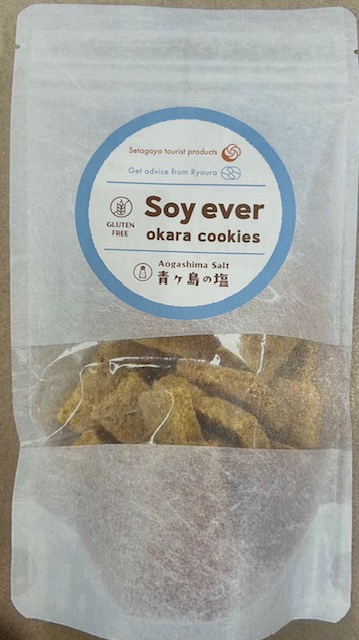 Setagaya tourist products
Get advice from Ryoura
GLUTEN
FREE
Soy ever
okara cookies
Aogashima Salt
青ヶ島の塩